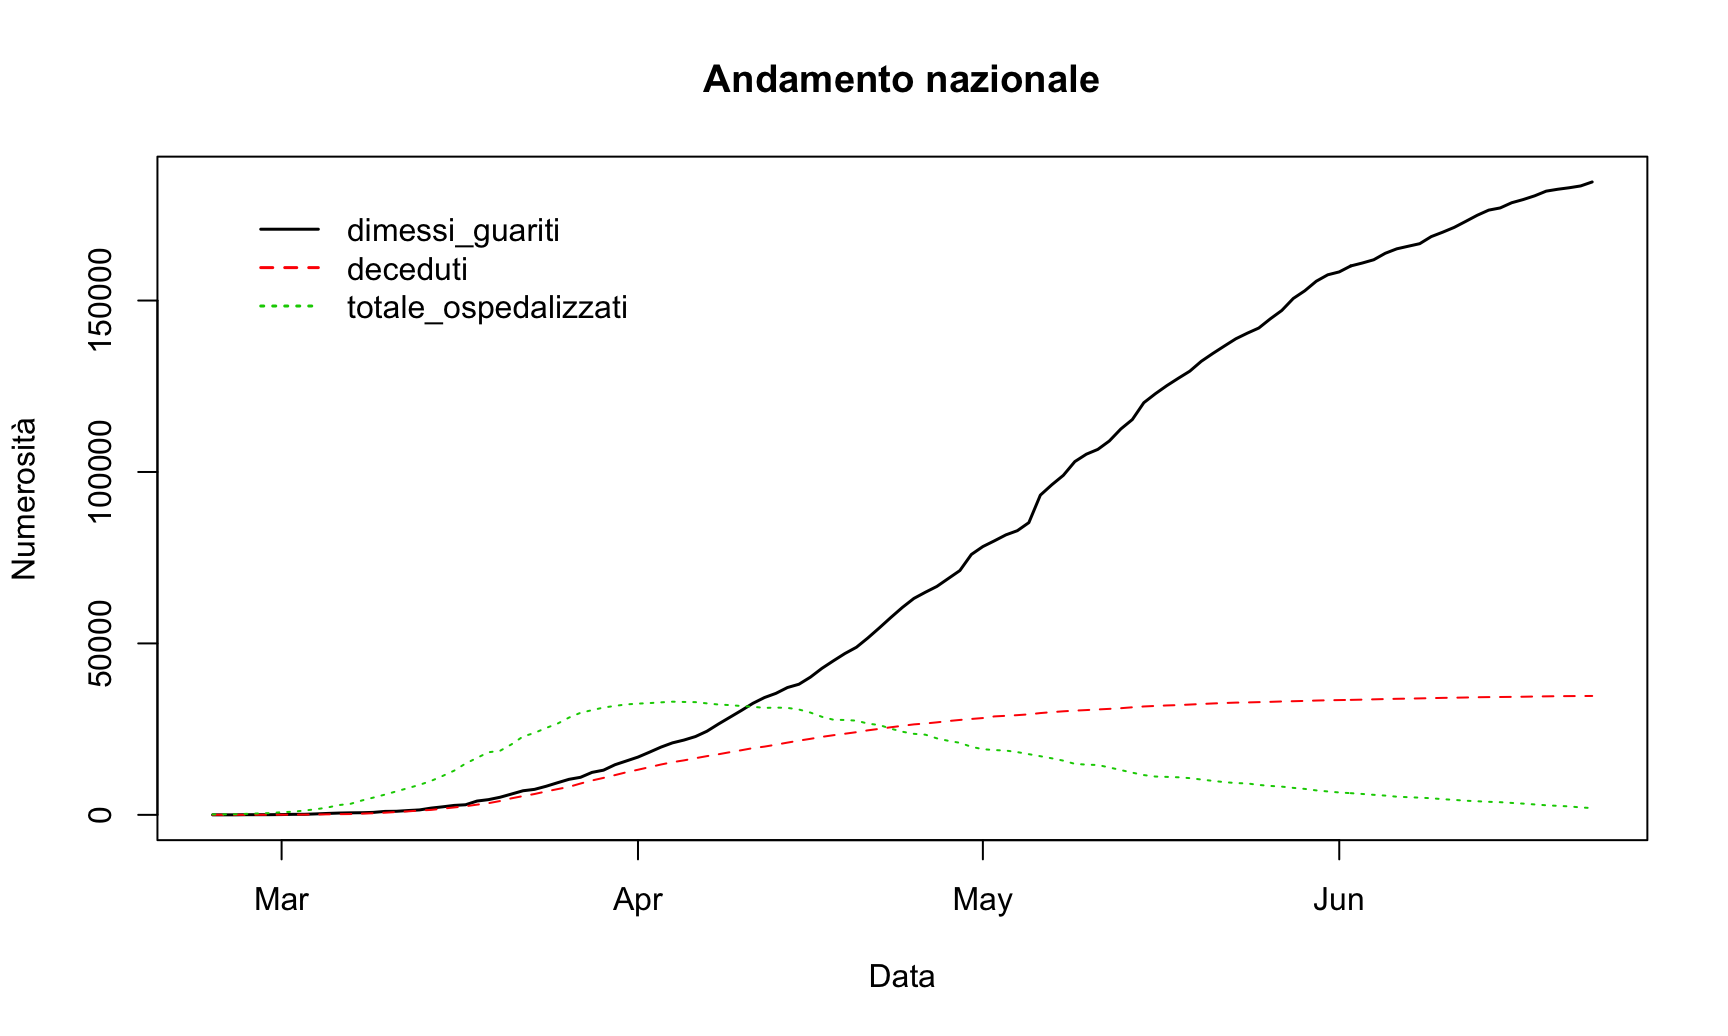 Andamento nazionale
dimessi_guariti
deceduti
totale_ospedalizzati
Numerosità
150000
100000
50000
0
Mar Apr May Jun
Data